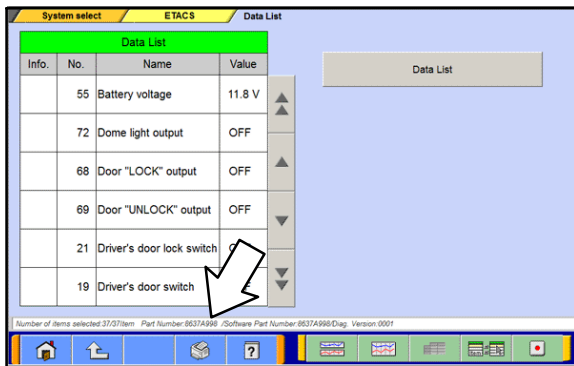 System select ETACS Data List
Data List
Info. No. Name Value
Data List
55 Battery voltage 11.8 V
72 Dome light output OFF
68 Door "LOCK" output OFF
69 Door "UNLOCK" output OFF
21 Driver's door lock switch
19 Driver's door switch
Number of items selected:37/37Item Part Number:8637A998 /Software Part Number:8637A998/Diag. Version:0001
?